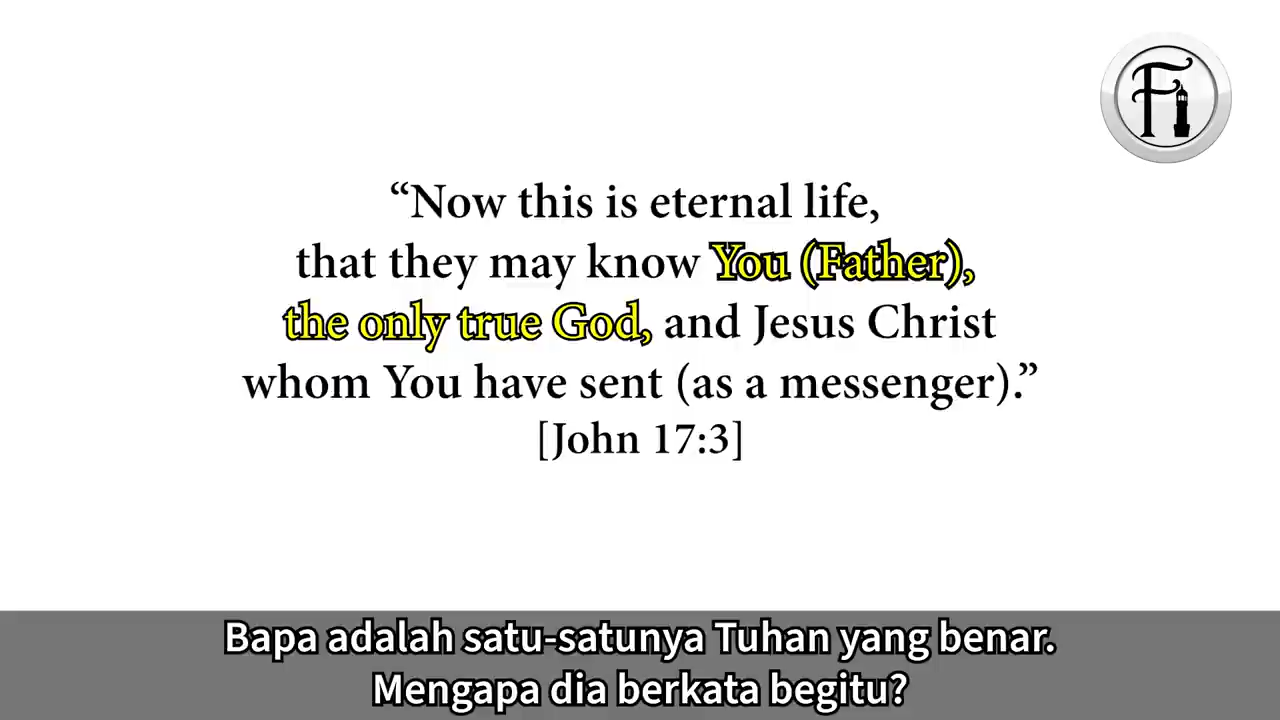 Fi
“Now this is eternal life,
that they may know You (Father),
the only true God, and Jesus Christ
whom You have sent (as a messenger).”
[John 17:3]
Bapa adalah satu-satunya Tuhan yang benar.
Mengapa dia berkata begitu?